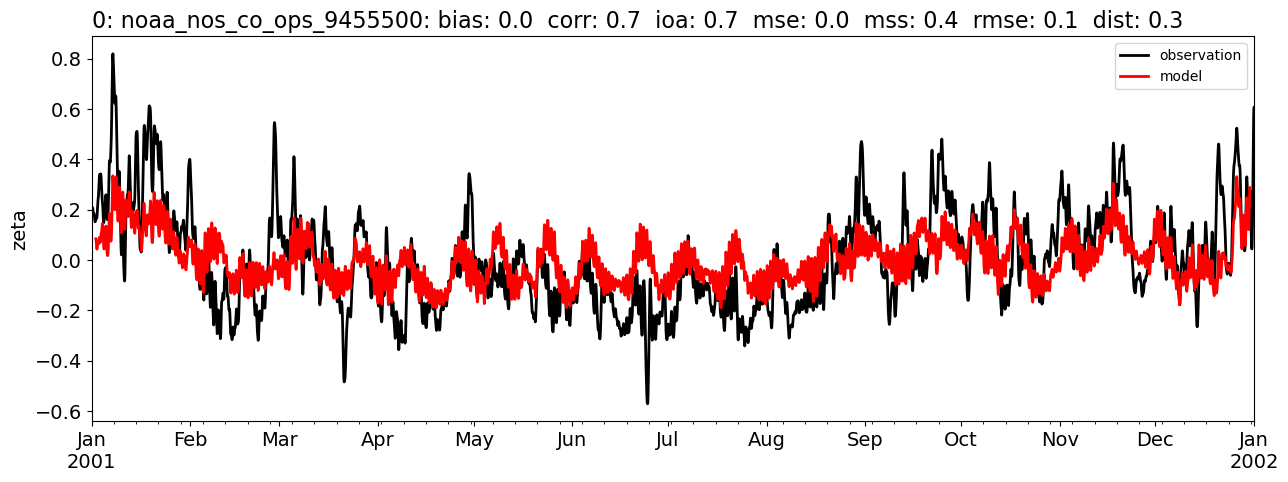 0: noaa_nos_co_ops_9455500: bias: 0.0  corr: 0.7  ioa: 0.7  mse: 0.0  mss: 0.4  rmse: 0.1  dist: 0.3
observation
model
zeta
0.8
0.6
0.4
0.2
0.0
−0.2
−0.4
−0.6
Jan Feb Mar Apr May Jun Jul Aug Sep Oct Nov Dec Jan
2001 2002